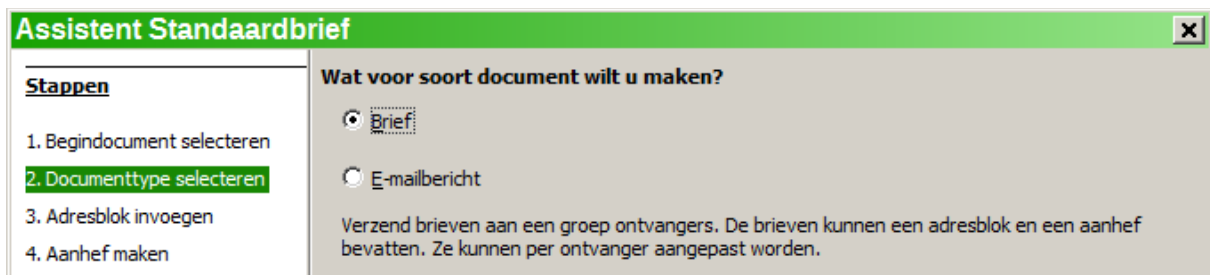 Assistent Standaardbrief
Stappen
1. Begindocument selecteren
2. Documenttype selecteren
3. Adresblok invoegen
4. Aanhef maken
Wat voor soort document wilt u maken?
Brief
E-mailbericht
Verzend brieven aan een groep ontvangers. De brieven kunnen een adresblok en een aanhef
bevatten. Ze kunnen per ontvanger aangepast worden.